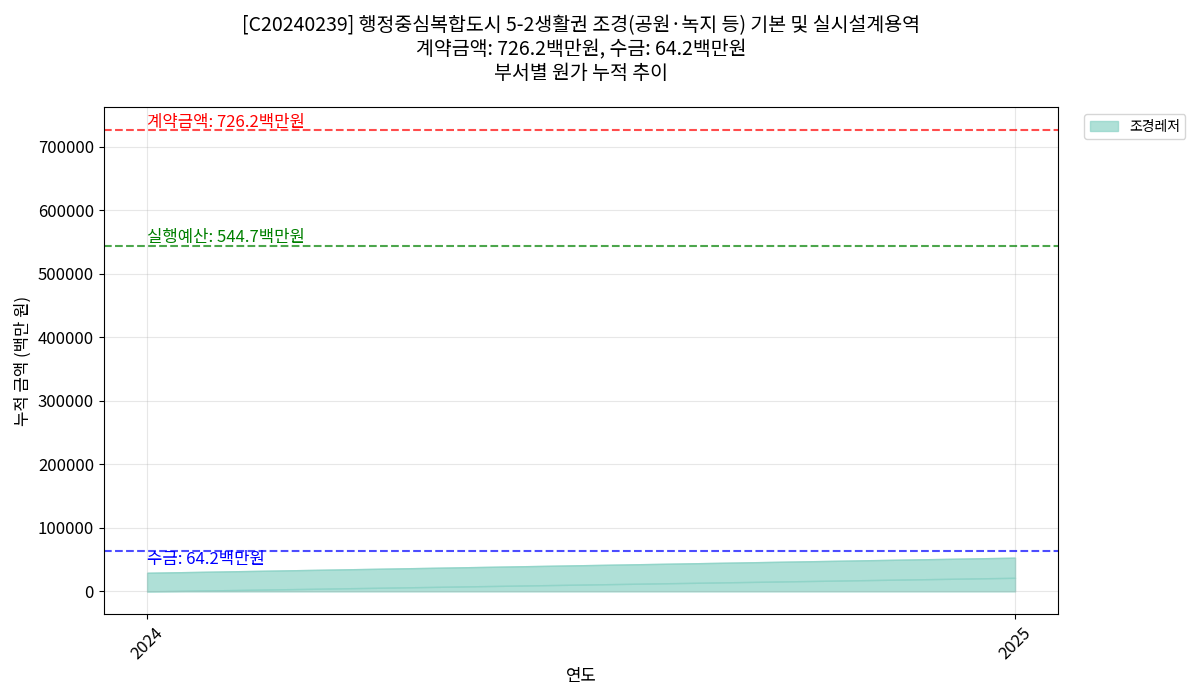 [C20240239] 행정중심복합도시 5-2생활권 조경(공원·녹지 등) 기본 및 실시설계용역
계약금액: 726.2백만원, 수금: 64.2백만원
부서별 원가 누적 추이
계약금액: 726.2백만원
조경레저
700000
600000
실행예산: 544.7백만원
500000
400000
누적 금액 (백만 원)
300000
200000
100000
수금: 64.2백만원
0
2024
2025
연도